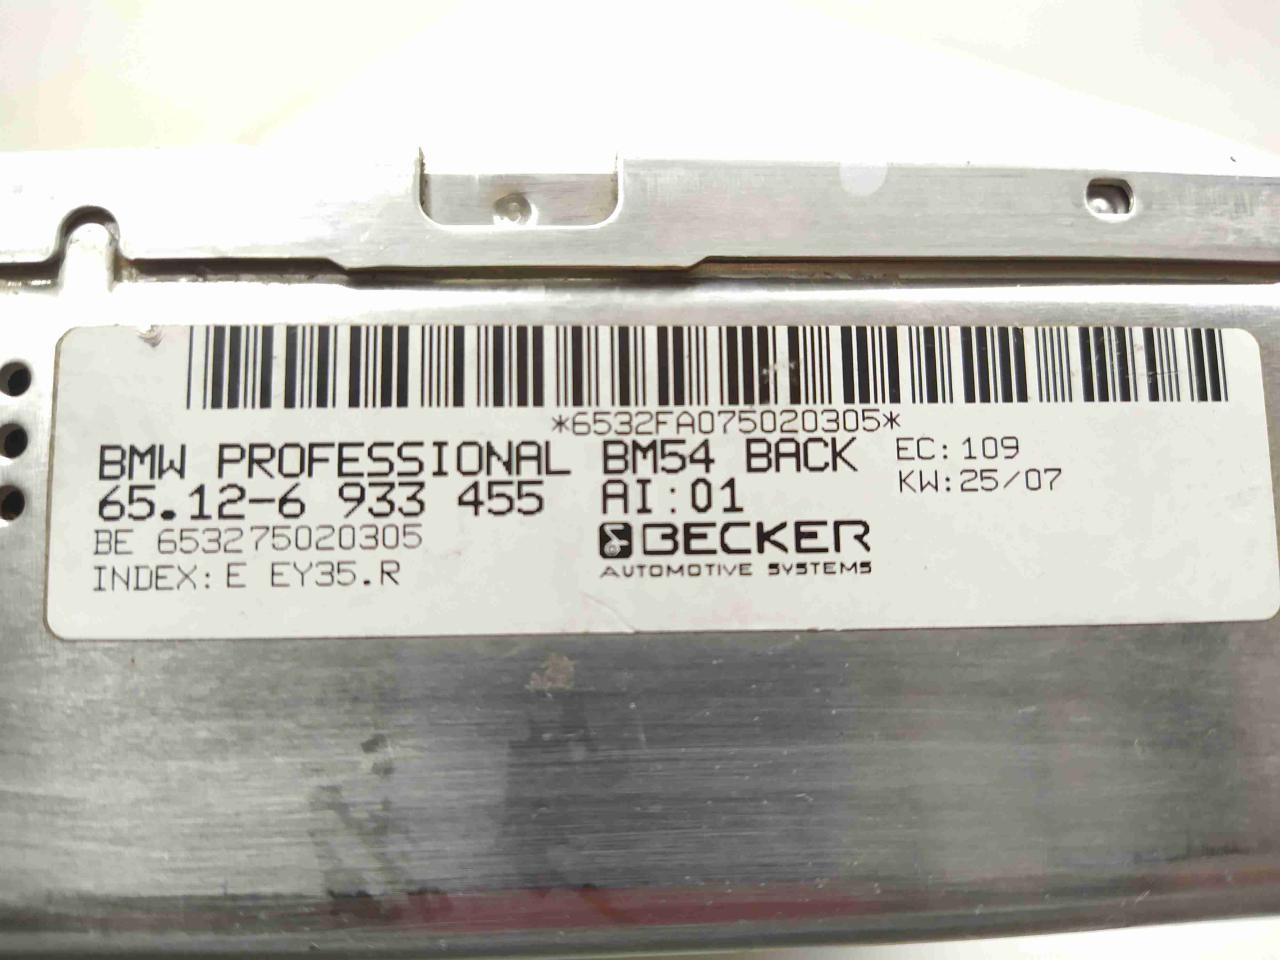 *6532FA075020305*
BMW PROFESSIONAL BM54 BACK EC:109
65.12-6 933 455 AI:01 KW:25/07
BE 653275020305 BECKER
INDEX:E EY35.R AUTOMOTIVE SYSTEMS